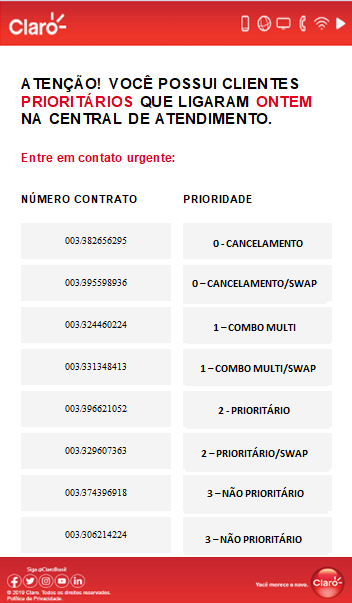 Claro
ATENÇÃO! VOCÊ POSSUI CLIENTES
PRIORITÁRIOS QUE LIGARAM ONTEM
NA CENTRAL DE ATENDIMENTO.
Entre em contato urgente:
NÚMERO CONTRATO PRIORIDADE
003/382656295 0 - CANCELAMENTO
003/395598936 0 – CANCELAMENTO/SWAP
003/324460224 1 – COMBO MULTI
003/331348413 1 – COMBO MULTI/SWAP
003/396621052 2 - PRIORITÁRIO
003/329607363 2 – PRIORITÁRIO/SWAP
003/374396918 3 – NÃO PRIORITÁRIO
003/306214224 3 – NÃO PRIORITÁRIO
Siga @ClaroBrasil
© 2019 Claro. Todos os direitos reservados.
Política de Privacidade.
Você merece o novo.
Claro